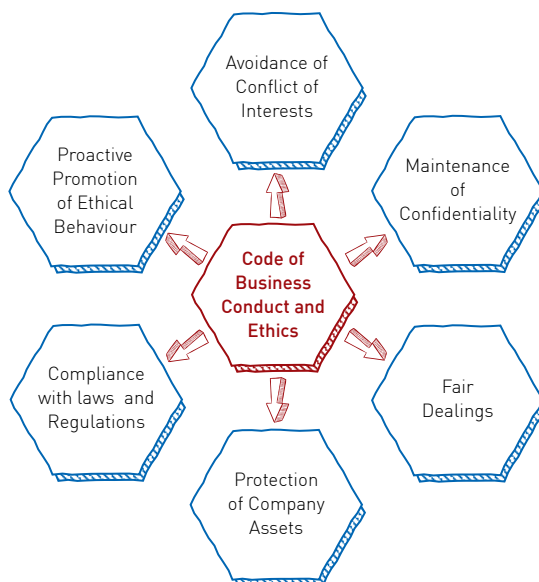 Avoidance of
Conflict of
Interests
Proactive
Promotion
of Ethical
Behaviour
Maintenance
of
Confidentiality
Code of
Business
Conduct and
Ethics
Compliance
with laws and
Regulations
Fair
Dealings
Protection
of Company
Assets